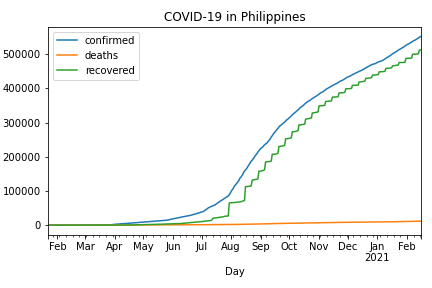 COVID-19 in Philippines
confirmed
deaths
recovered
500000
400000
300000
200000
100000
0
Feb Mar Apr May Jun Jul Aug Sep Oct Nov Dec Jan Feb
2021
Day